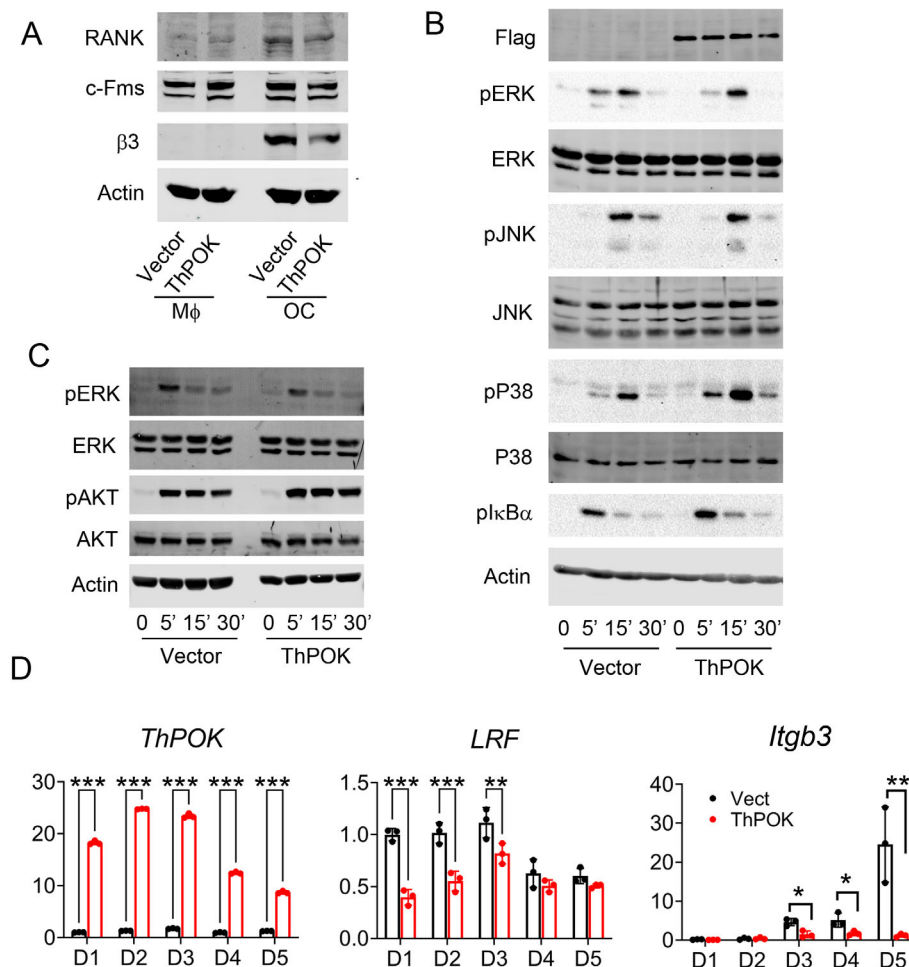 A
RANK
c-Fms
β3
Actin
Vector
ThPOK
Vector
ThPOK
Mϕ
OC
B
Flag
pERK
ERK
pJNK
JNK
pP38
P38
pIκBα
Actin
0 5' 15' 30' 0 5' 15' 30'
Vector ThPOK
C
pERK
ERK
pAKT
AKT
Actin
0 5' 15' 30' 0 5' 15' 30'
Vector ThPOK
D
ThPOK
*** *** *** *** ***
30
20
10
0
D1 D2 D3 D4 D5
LRF
*** *** **
1.5
1.0
0.5
0.0
D1 D2 D3 D4 D5
Itgb3
Vect
ThPOK
* * **
40
30
20
10
0
D1 D2 D3 D4 D5